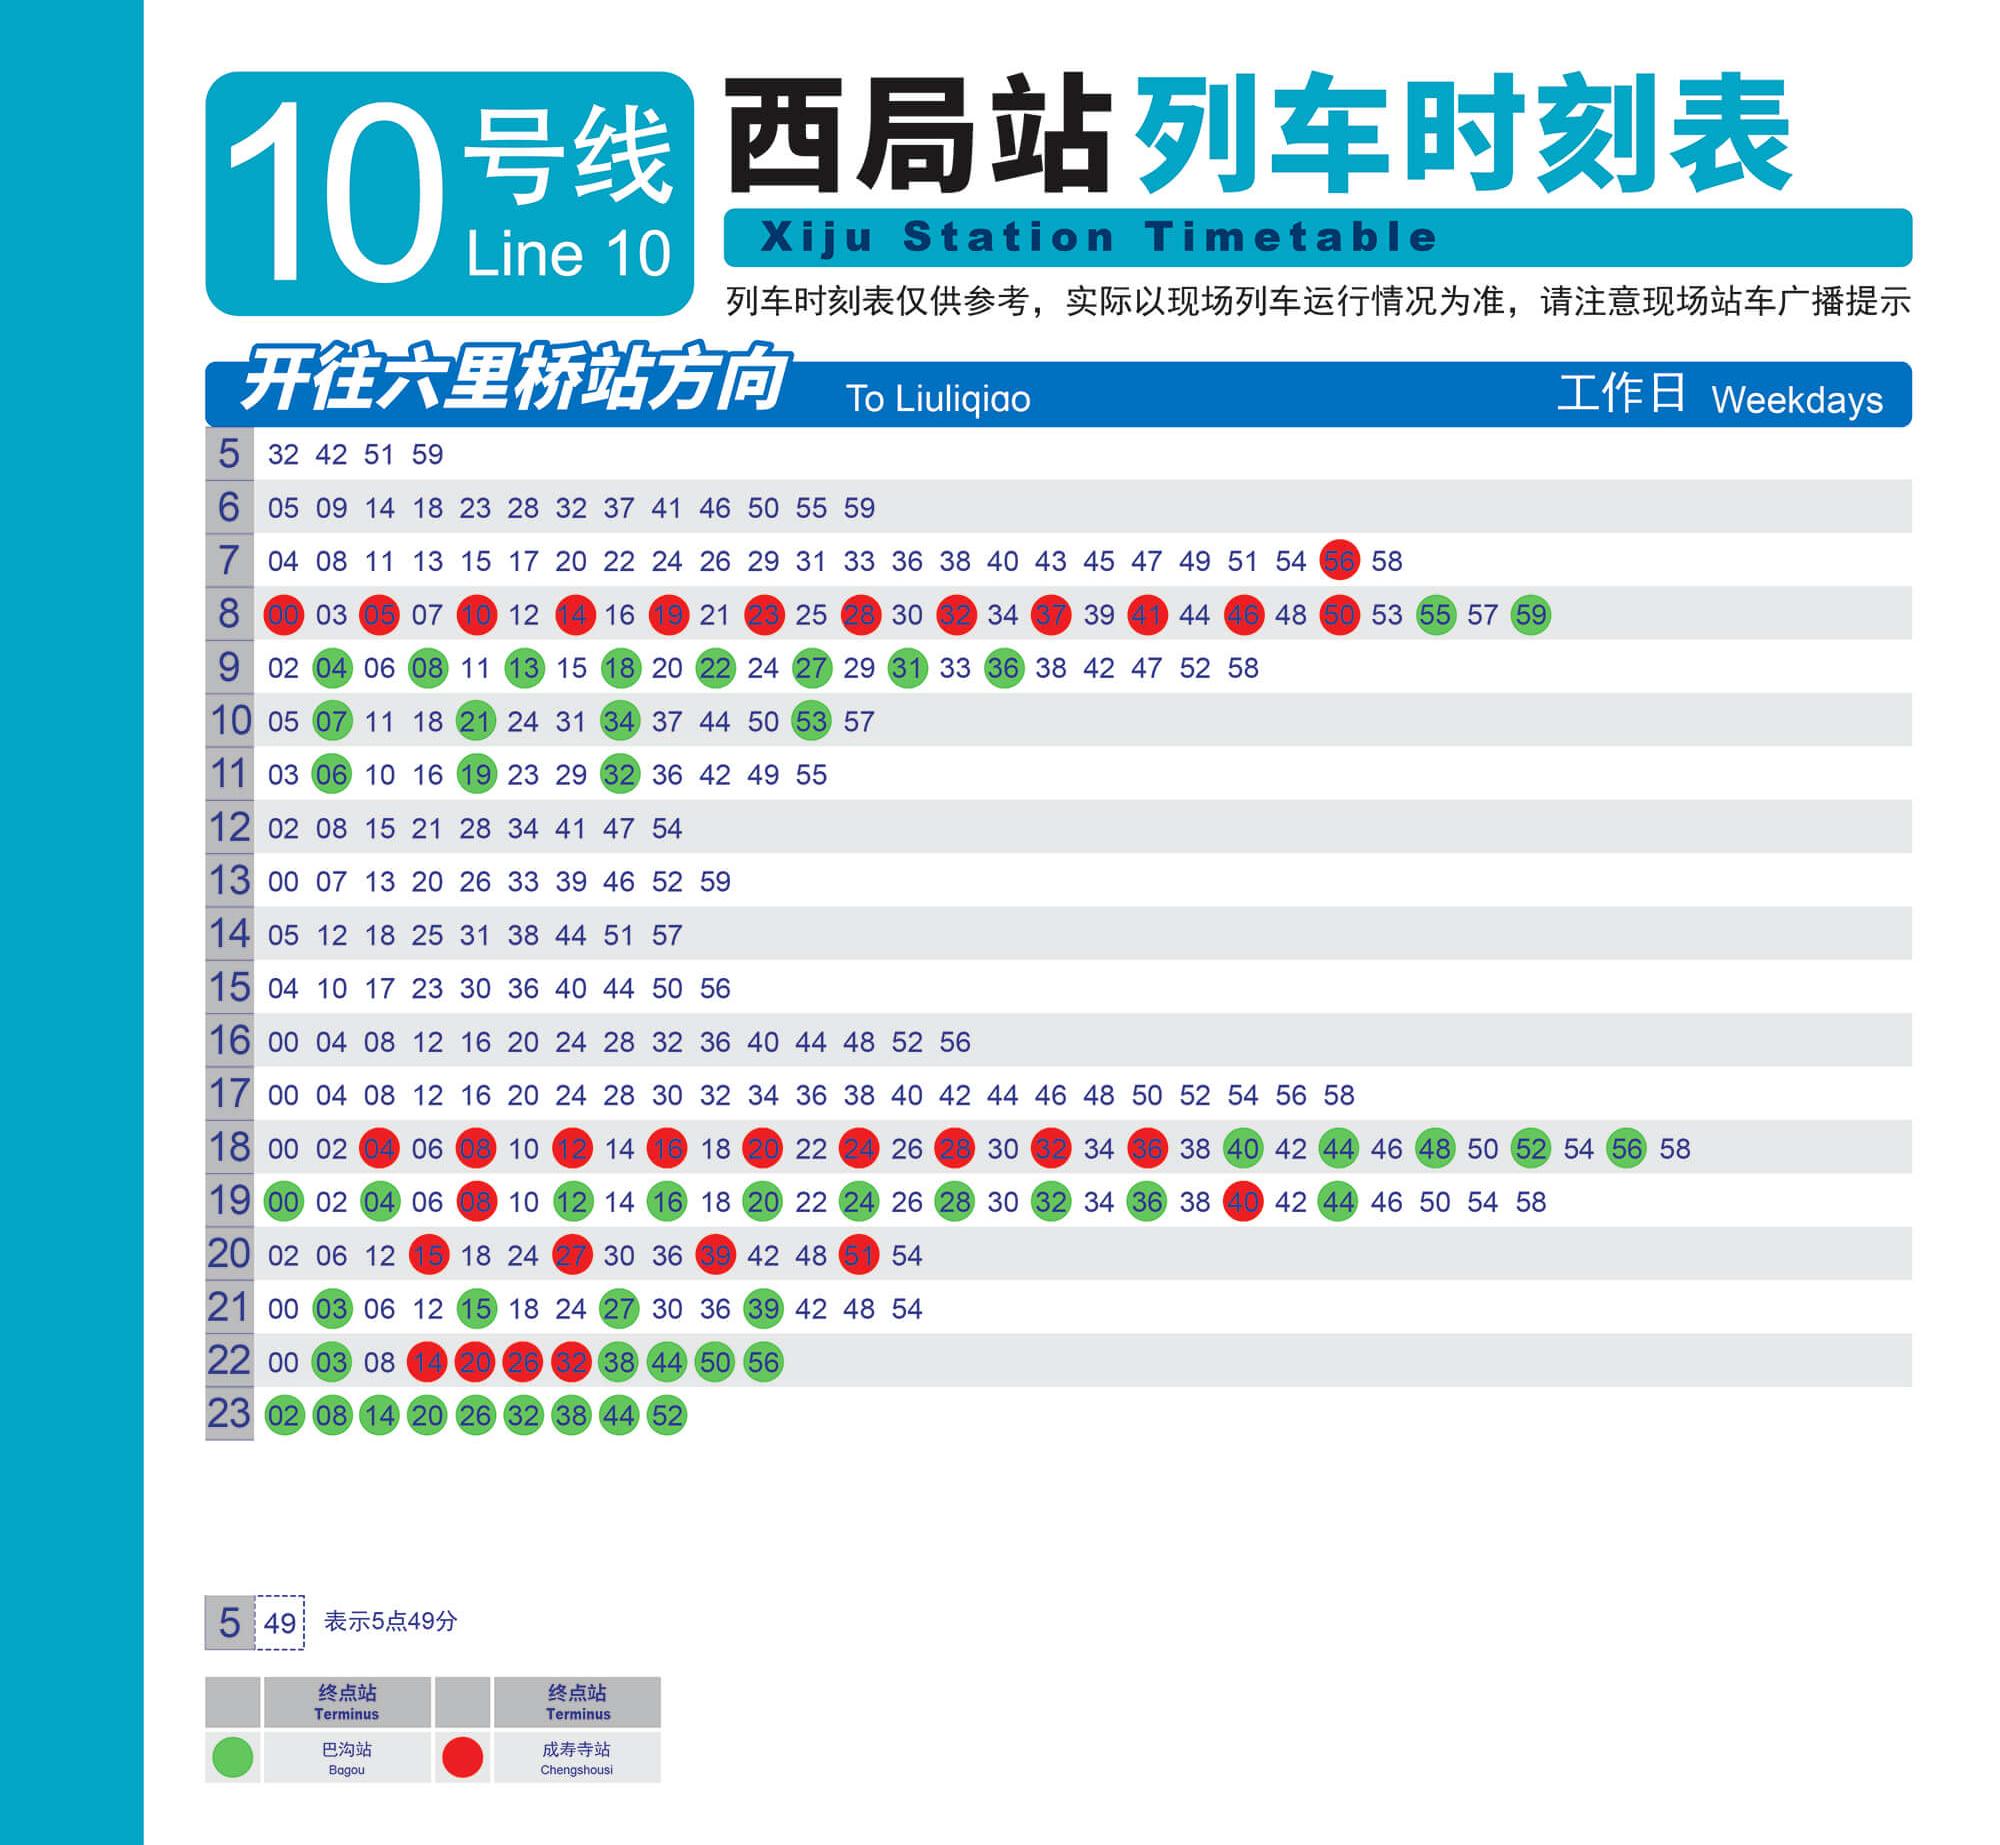 10号线
Line 10
西局站列车时刻表
Xiju Station Timetable
列车时刻表仅供参考，实际以现场列车运行情况为准，请注意现场站车广播提示
开往六里桥站方向 To Liuliqiao 工作日 Weekdays
5 32 42 51 59
6 05 09 14 18 23 28 32 37 41 46 50 55 59
7 04 08 11 13 15 17 20 22 24 26 29 31 33 36 38 40 43 45 47 49 51 54 56 58
8 00 03 05 07 10 12 14 16 19 21 23 25 28 30 32 34 37 39 41 44 46 48 50 53 55 57 59
9 02 04 06 08 11 13 15 18 20 22 24 27 29 31 33 36 38 42 47 52 58
10 05 07 11 18 21 24 31 34 37 44 50 53 57
11 03 06 10 16 19 23 29 32 36 42 49 55
12 02 08 15 21 28 34 41 47 54
13 00 07 13 20 26 33 39 46 52 59
14 05 12 18 25 31 38 44 51 57
15 04 10 17 23 30 36 40 44 50 56
16 00 04 08 12 16 20 24 28 32 36 40 44 48 52 56
17 00 04 08 12 16 20 24 28 30 32 34 36 38 40 42 44 46 48 50 52 54 56 58
18 00 02 04 06 08 10 12 14 16 18 20 22 24 26 28 30 32 34 36 38 40 42 44 46 48 50 52 54 56 58
19 00 02 04 06 08 10 12 14 16 18 20 22 24 26 28 30 32 34 36 38 40 42 44 46 50 54 58
20 02 06 12 15 18 24 27 30 36 39 42 48 51 54
21 00 03 06 12 15 18 24 27 30 36 39 42 48 54
22 00 03 08 14 20 26 32 38 44 50 56
23 02 08 14 20 26 32 38 44 52
5 49 表示5点49分
终点站 终点站
Terminus Terminus
巴沟站 成寿寺站
Bagou Chengshousi